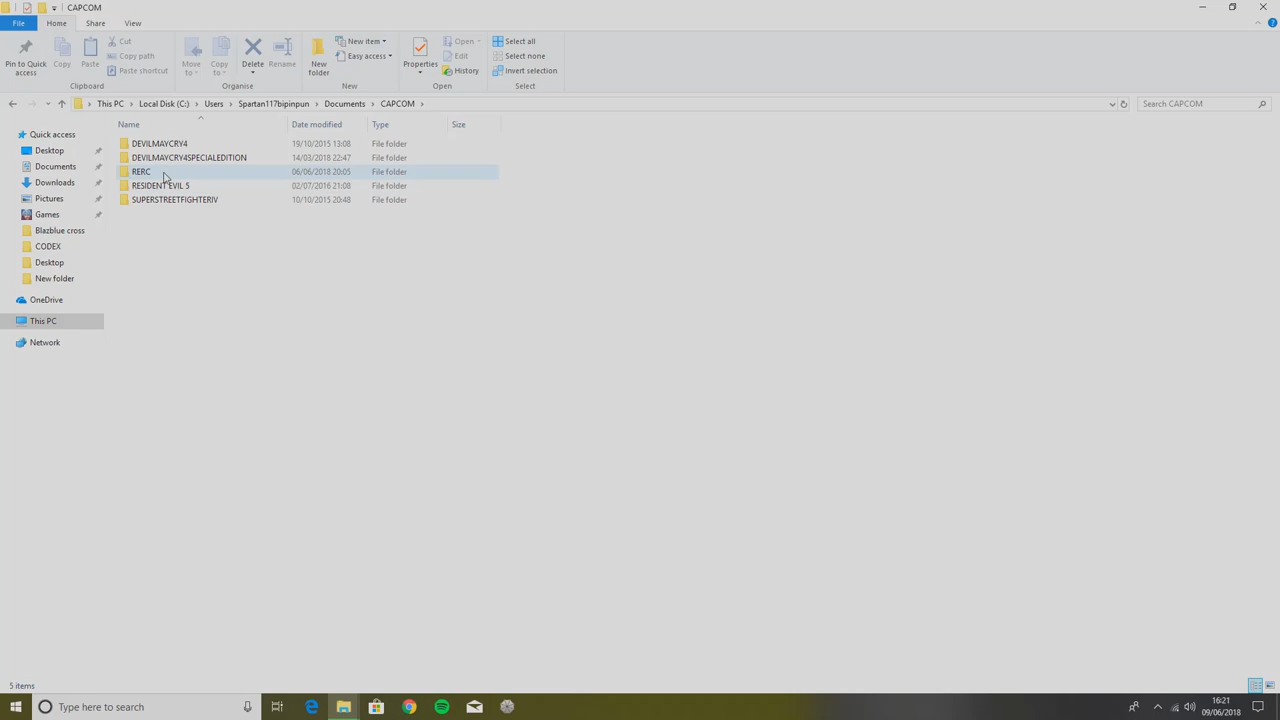 CAPCOM
File Home Share View
Pin to Quick access
Copy
Paste
Cut
Copy path
Paste shortcut
Clipboard
Move to
Copy to
Delete
Rename
Organise
New folder
New item
Easy access
New
Properties
Open
Edit
History
Open
Select all
Select none
Invert selection
Select
This PC > Local Disk (C:) > Users > Spartan117bipinpun > Documents > CAPCOM >
Search CAPCOM
Name Date modified Type Size
Quick access
Desktop
Documents
Downloads
Pictures
Games
Blazblue cross
CODEX
Desktop
New folder
OneDrive
This PC
Network
DEVILMAYCRY4 19/10/2015 13:08 File folder
DEVILMAYCRY4SPECIALEDITION 14/03/2018 22:47 File folder
RERC 06/06/2018 20:05 File folder
RESIDENT EVIL 5 02/07/2016 21:08 File folder
SUPERSTREETFIGHTERIV 10/10/2015 20:48 File folder
5 items
Type here to search
16:21
09/06/2018